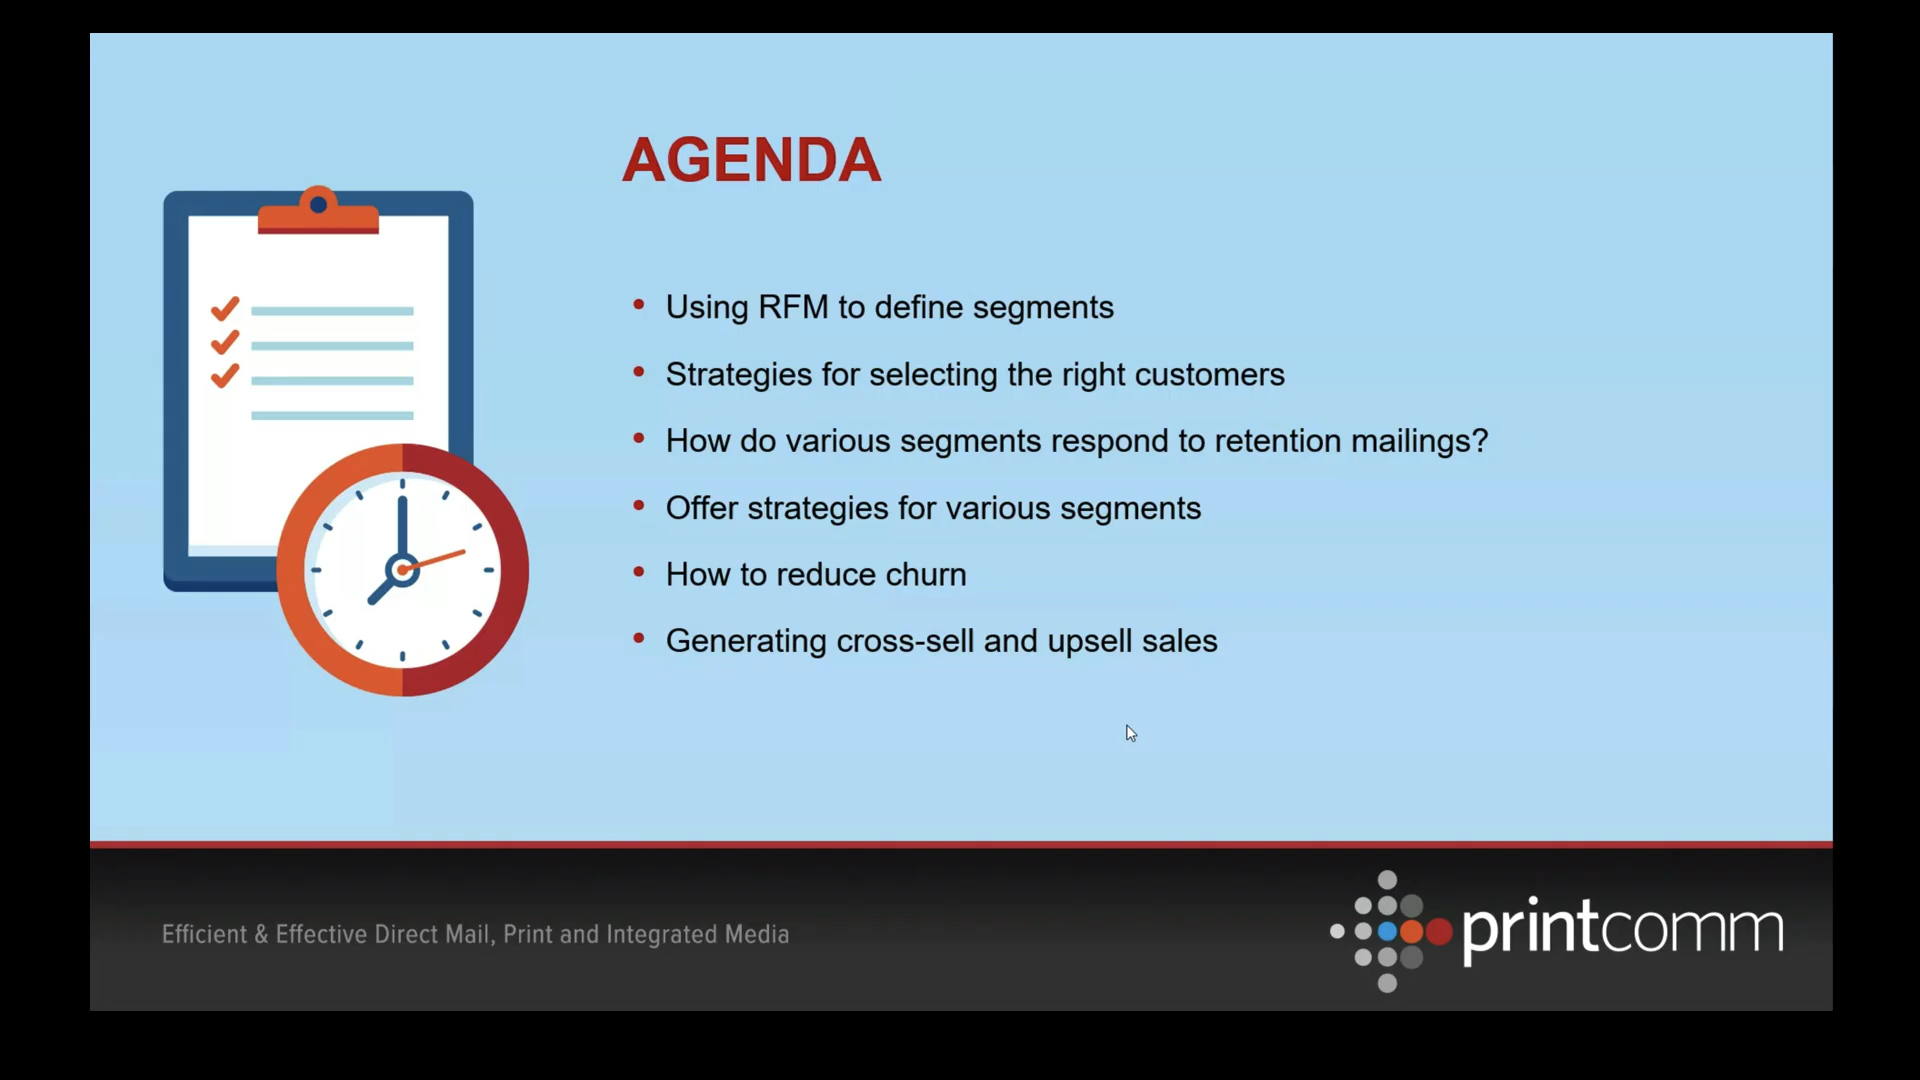 AGENDA
• Using RFM to define segments
• Strategies for selecting the right customers
• How do various segments respond to retention mailings?
• Offer strategies for various segments
• How to reduce churn
• Generating cross-sell and upsell sales
Efficient & Effective Direct Mail, Print and Integrated Media
printcomm